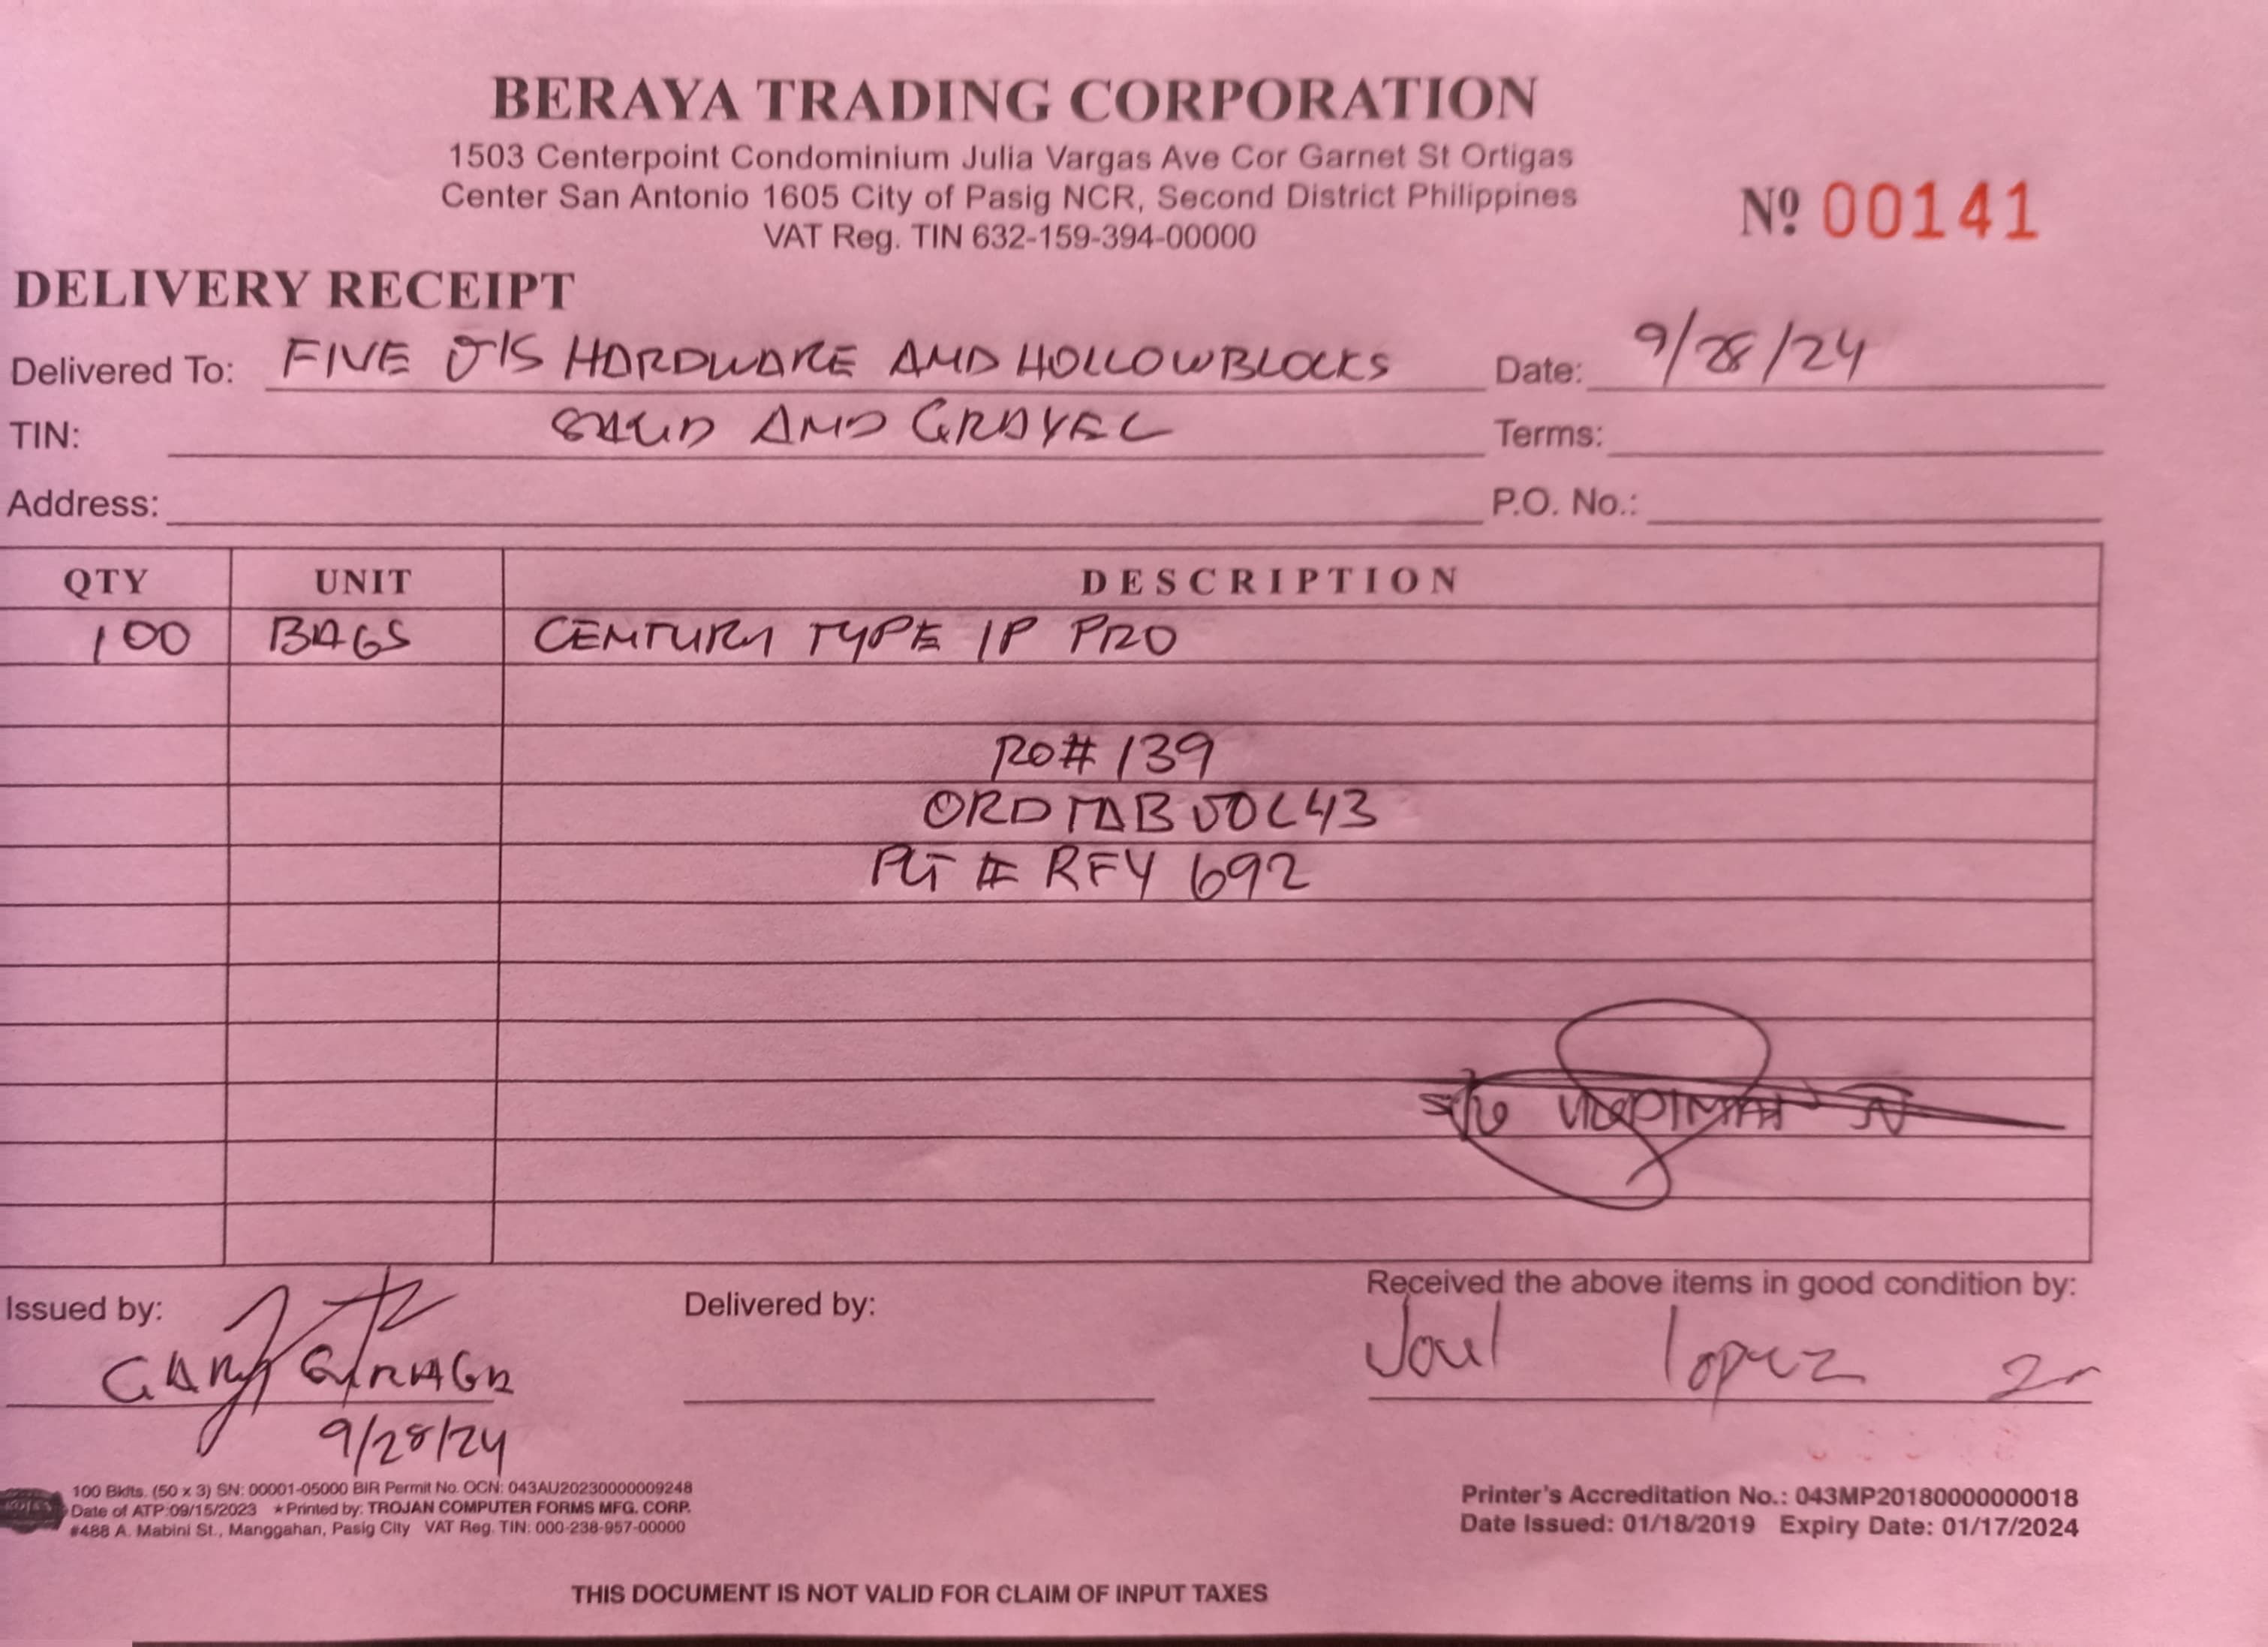 BERAYA TRADING CORPORATION
1503 Centerpoint Condominium Julia Vargas Ave Cor Garnet St Ortigas
Center San Antonio 1605 City of Pasig NCR, Second District Philippines
VAT Reg. TIN 632-159-394-00000
Nº 00141
DELIVERY RECEIPT
Delivered To: FIVE J'S HARDWARE AND HOLLOWBLOCKS
Date: 9/28/24
TIN: SAND AND GRAVEL
Terms:
Address:
P.O. No.:
QTY UNIT DESCRIPTION
100 BAGS CENTURY TYPE 1P PRO
RO# 139
PLT # RFY 692
Issued by: GARY
9/28/24
Delivered by:
Received the above items in good condition by:
Lopez
100 Bklts. (50 x 3) SN: 00001-05000 BIR Permit No. OCN: 043AU20230000009248
Date of ATP:09/15/2023 ★Printed by: TROJAN COMPUTER FORMS MFG. CORP.
#488 A. Mabini St., Manggahan, Pasig City VAT Reg. TIN: 000-238-957-00000
Printer's Accreditation No.: 043MP20180000000018
Date Issued: 01/18/2019 Expiry Date: 01/17/2024
THIS DOCUMENT IS NOT VALID FOR CLAIM OF INPUT TAXES